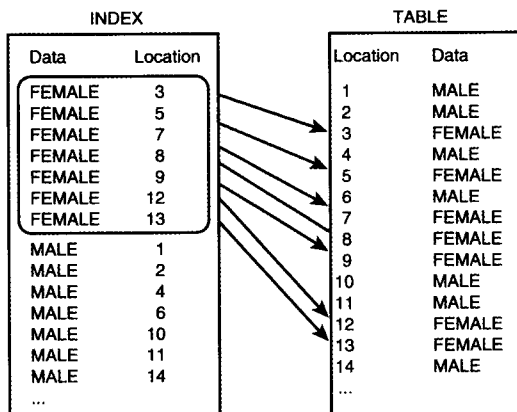 INDEX
Data Location
FEMALE 3
FEMALE 5
FEMALE 7
FEMALE 8
FEMALE 9
FEMALE 12
FEMALE 13
MALE 1
MALE 2
MALE 4
MALE 6
MALE 10
MALE 11
MALE 14
...
TABLE
Location Data
1 MALE
2 MALE
3 FEMALE
4 MALE
5 FEMALE
6 MALE
7 FEMALE
8 FEMALE
9 FEMALE
10 MALE
11 MALE
12 FEMALE
13 FEMALE
14 MALE
...